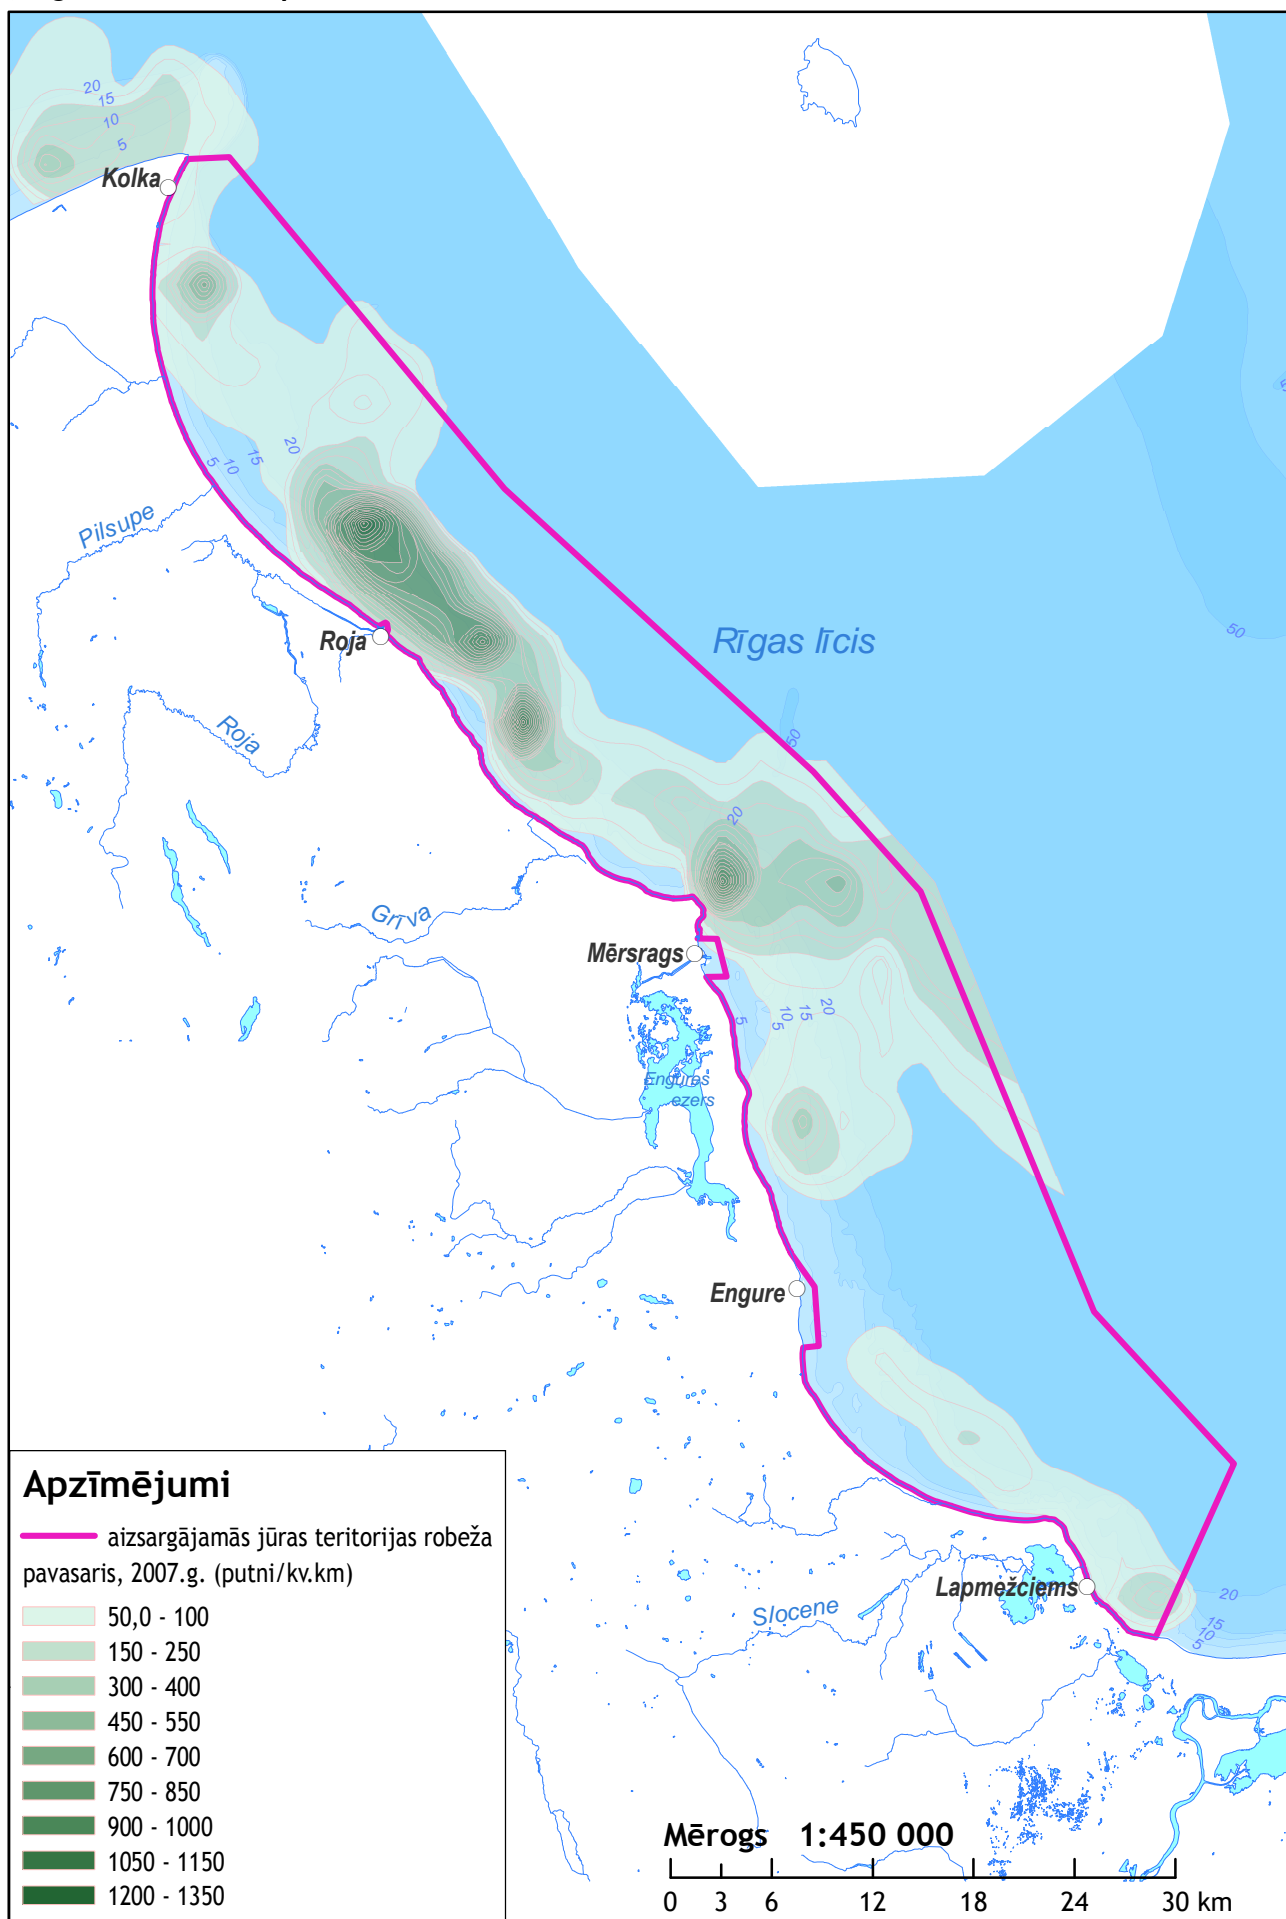 20
15
10
5
Kolka
20
15
10
5
Pilsupe
Roja
Rīgas līcis
50
Roja
50
20
Grīva
Mērsrags
5
10
15
20
5
Engures
ezers
Engure
Lapmežciems
Slocene
20
15
10
5
Apzīmējumi
aizsargājamās jūras teritorijas robeža
pavasaris, 2007.g. (putni/kv.km)
50,0 - 100
150 - 250
300 - 400
450 - 550
600 - 700
750 - 850
900 - 1000
1050 - 1150
1200 - 1350
Mērogs 1:450 000
0 3 6 12 18 24 30 km